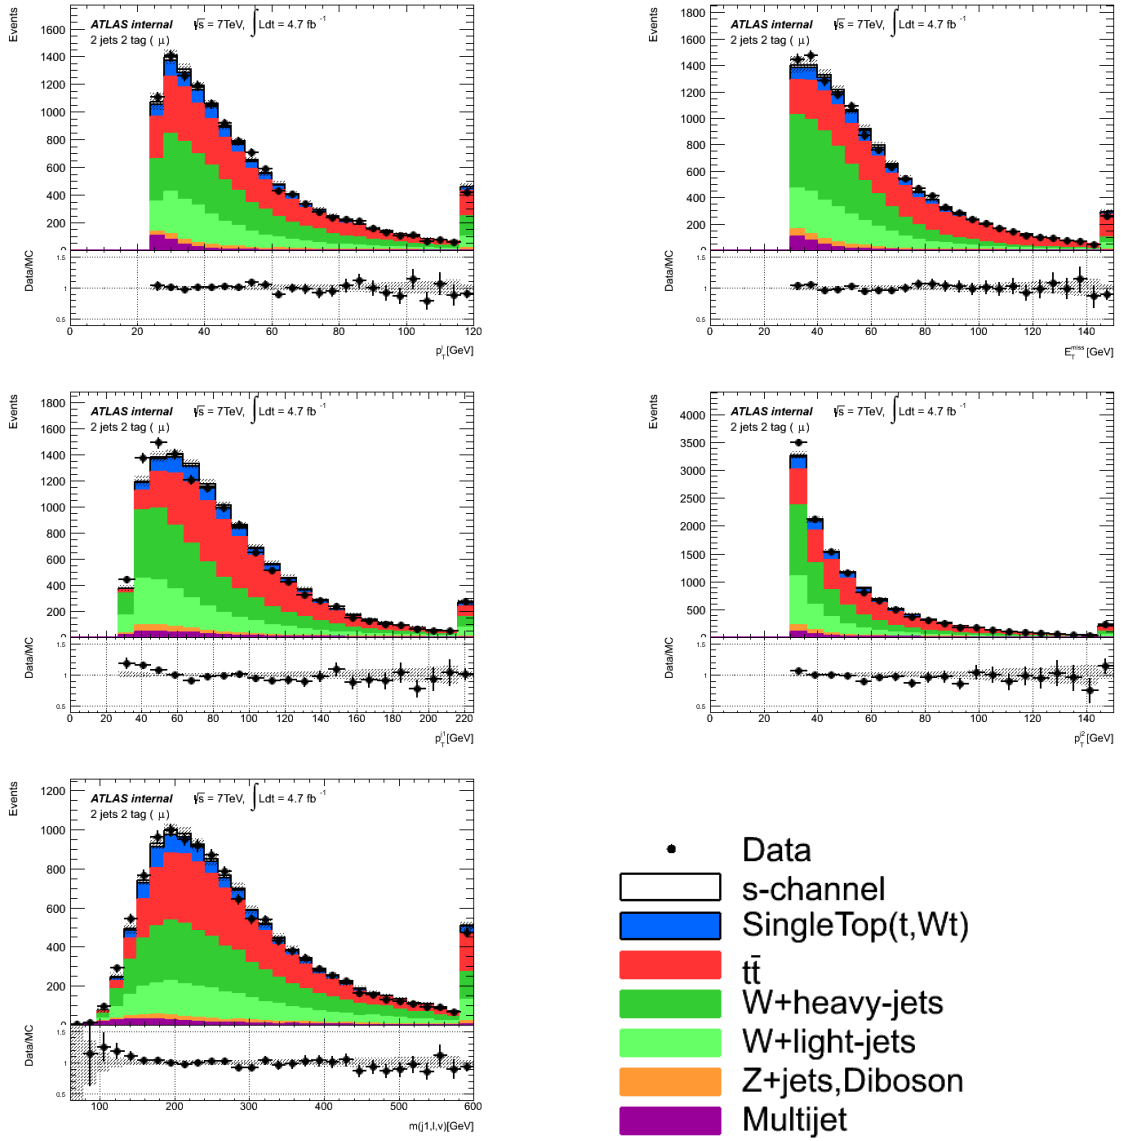 Events
ATLAS internal √s = 7TeV, ∫ Ldt = 4.7 fb⁻¹
2 jets 2 tag ( μ )
1600
1400
1200
1000
800
600
400
200
0
Data/MC
1.5
1
0.5
0 20 40 60 80 100 120
p_T^l [GeV]
Events
ATLAS internal √s = 7TeV, ∫ Ldt = 4.7 fb⁻¹
2 jets 2 tag ( μ )
1800
1600
1400
1200
1000
800
600
400
200
0
Data/MC
1.5
1
0.5
0 20 40 60 80 100 120 140
E_T^miss [GeV]
Events
ATLAS internal √s = 7TeV, ∫ Ldt = 4.7 fb⁻¹
2 jets 2 tag ( μ )
1800
1600
1400
1200
1000
800
600
400
200
0
Data/MC
1.5
1
0.5
0 20 40 60 80 100 120 140 160 180 200 220
p_T^j1 [GeV]
Events
ATLAS internal √s = 7TeV, ∫ Ldt = 4.7 fb⁻¹
2 jets 2 tag ( μ )
4000
3500
3000
2500
2000
1500
1000
500
0
Data/MC
1.5
1
0.5
0 20 40 60 80 100 120 140
p_T^j2 [GeV]
Events
ATLAS internal √s = 7TeV, ∫ Ldt = 4.7 fb⁻¹
2 jets 2 tag ( μ )
1200
1000
800
600
400
200
0
Data/MC
1.5
1
0.5
100 200 300 400 500 600
m(j1,l,v)[GeV]
Data
s-channel
SingleTop(t,Wt)
tt̄
W+heavy-jets
W+light-jets
Z+jets,Diboson
Multijet